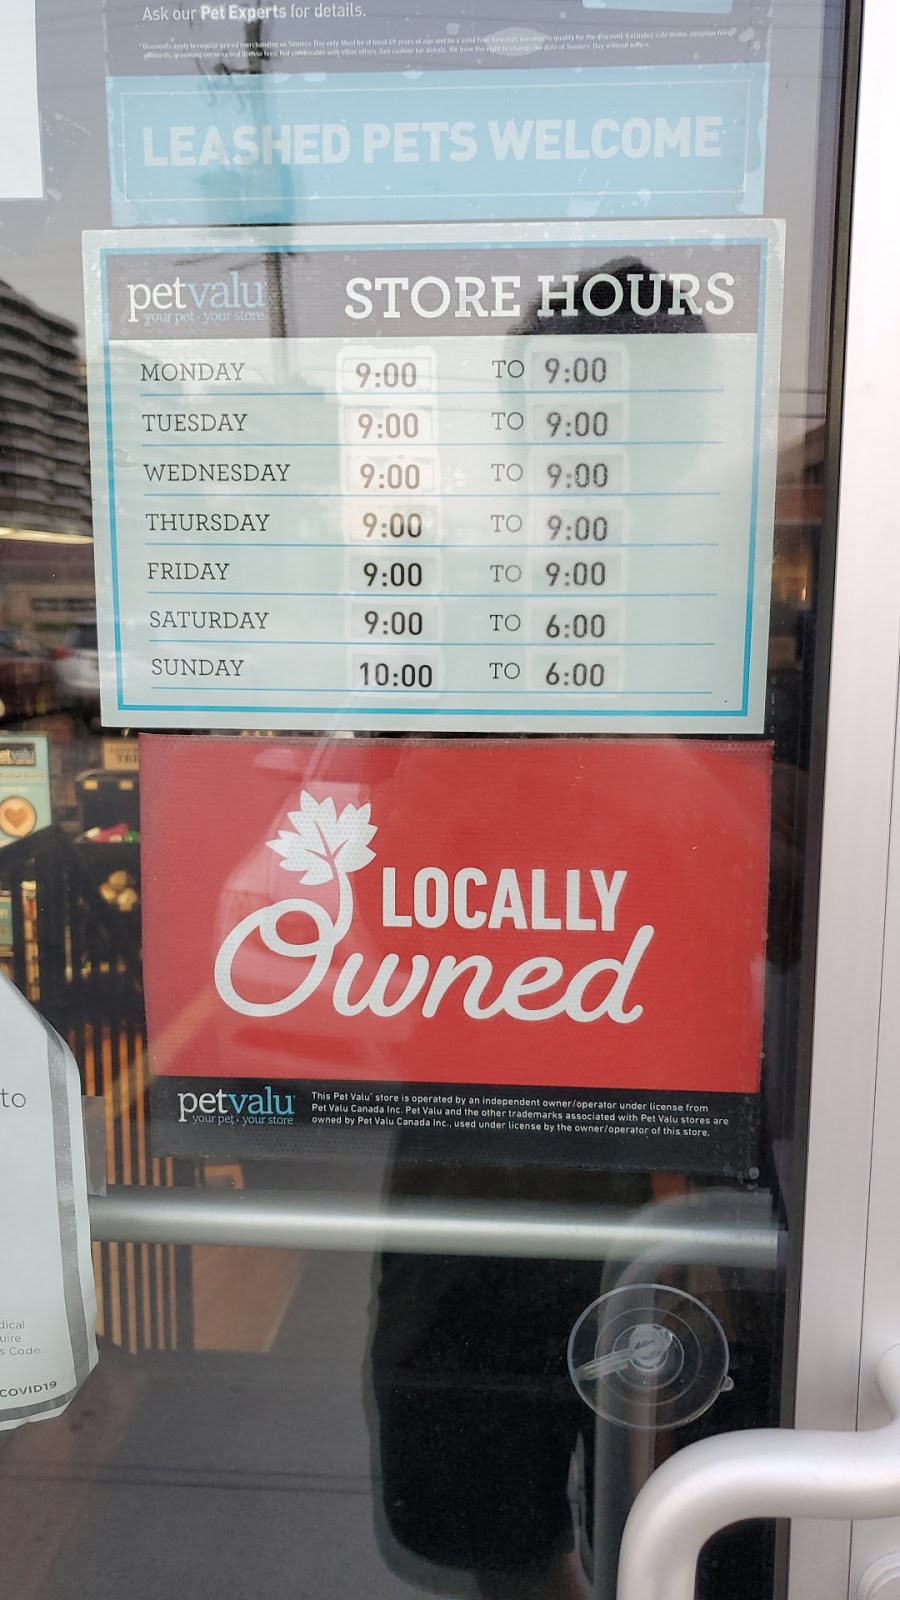 Ask our Pet Experts for details.
LEASHED PETS WELCOME
petvalu STORE HOURS
your pet · your store
MONDAY 9:00 TO 9:00
TUESDAY 9:00 TO 9:00
WEDNESDAY 9:00 TO 9:00
THURSDAY 9:00 TO 9:00
FRIDAY 9:00 TO 9:00
SATURDAY 9:00 TO 6:00
SUNDAY 10:00 TO 6:00
LOCALLY
Owned
petvalu
your pet · your store
This Pet Valu® store is operated by an independent owner/operator under license from
Pet Valu Canada Inc. Pet Valu and the other trademarks associated with Pet Valu stores are
owned by Pet Valu Canada Inc., used under license by the owner/operator of this store.
to
dical
uire
s Code.
COVID19